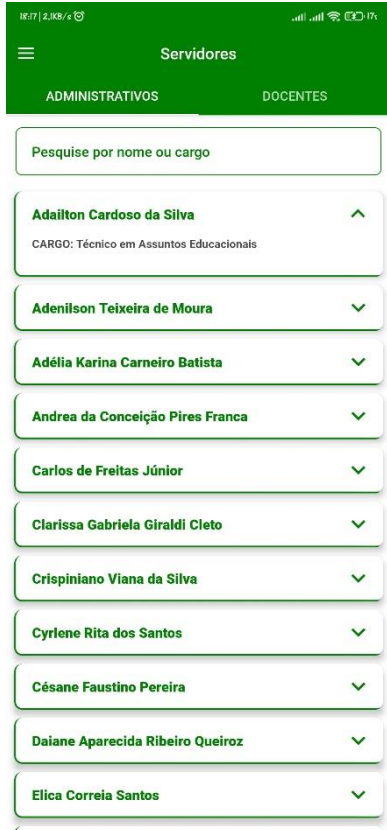 18:17 | 2,1KB/s
Servidores
ADMINISTRATIVOS
DOCENTES
Pesquise por nome ou cargo
Adailton Cardoso da Silva
CARGO: Técnico em Assuntos Educacionais
Adenilson Teixeira de Moura
Adélia Karina Carneiro Batista
Andrea da Conceição Pires Franca
Carlos de Freitas Júnior
Clarissa Gabriela Giraldi Cleto
Crispiniano Viana da Silva
Cyrlene Rita dos Santos
Césane Faustino Pereira
Daiane Aparecida Ribeiro Queiroz
Elica Correia Santos